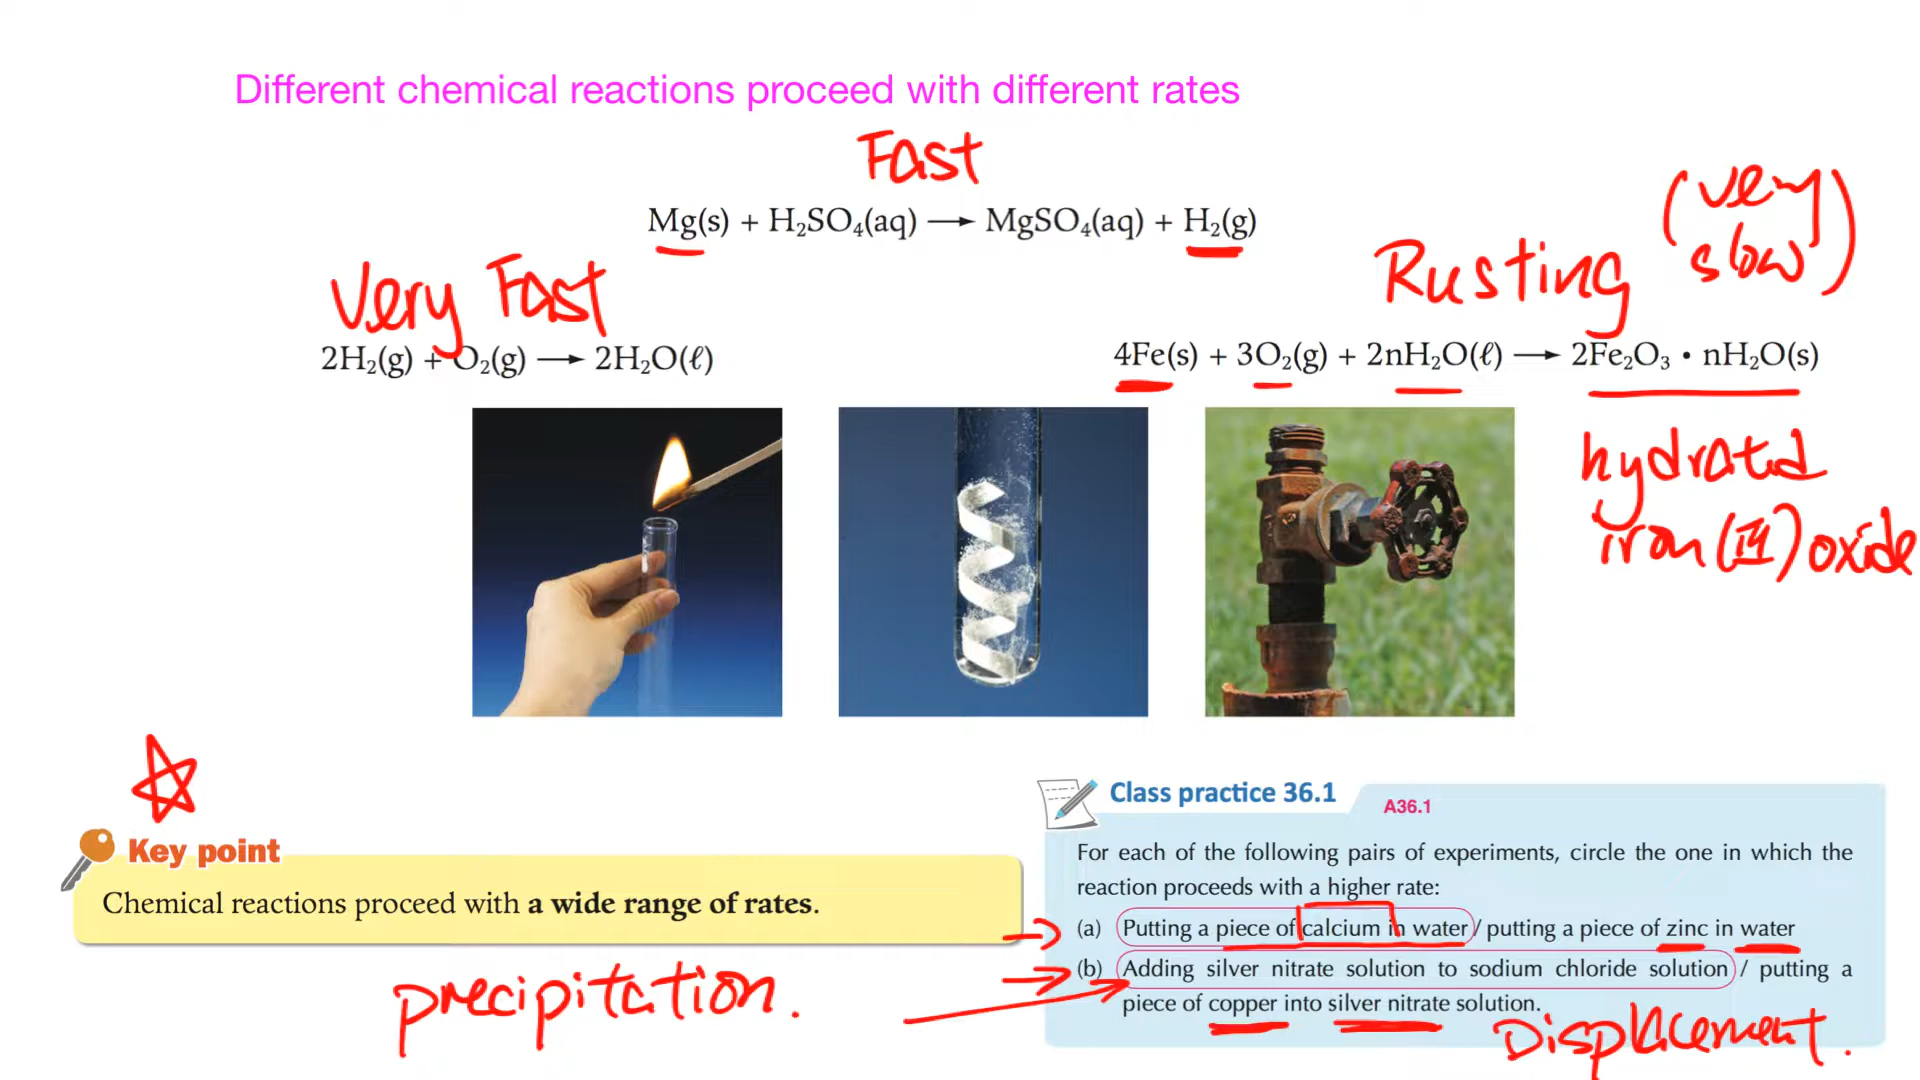 Different chemical reactions proceed with different rates
Fast
Mg(s) + H₂SO₄(aq) ⟶ MgSO₄(aq) + H₂(g)
(very
slow)
Very Fast
Rusting
2H₂(g) + O₂(g) ⟶ 2H₂O(ℓ)
4Fe(s) + 3O₂(g) + 2nH₂O(ℓ) ⟶ 2Fe₂O₃ • nH₂O(s)
hydrated
iron (III) oxide
Key point
Chemical reactions proceed with a wide range of rates.
precipitation.
Class practice 36.1
A36.1
For each of the following pairs of experiments, circle the one in which the
reaction proceeds with a higher rate:
(a) Putting a piece of calcium in water / putting a piece of zinc in water
(b) Adding silver nitrate solution to sodium chloride solution / putting a
piece of copper into silver nitrate solution.
Displacement.